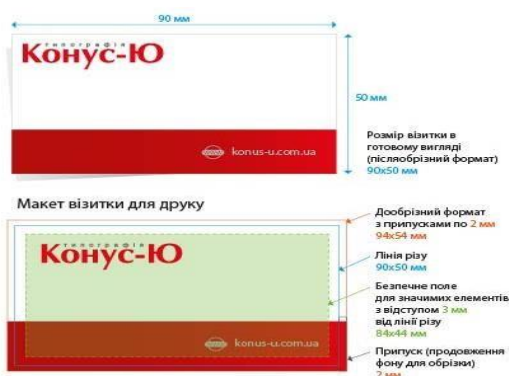 90 мм
типографія
Конус-Ю
50 мм
konus-u.com.ua
Розмір візитки в
готовому вигляді
(післяобрізний формат)
90х50 мм
Макет візитки для друку
Дообрізний формат
з припусками по 2 мм
94х54 мм
типографія
Конус-Ю
Лінія різу
90х50 мм
Безпечне поле
для значимих елементів
з відступом 3 мм
від лінії різу
84х44 мм
konus-u.com.ua
Припуск (продовження
фону для обрізки)
2 мм